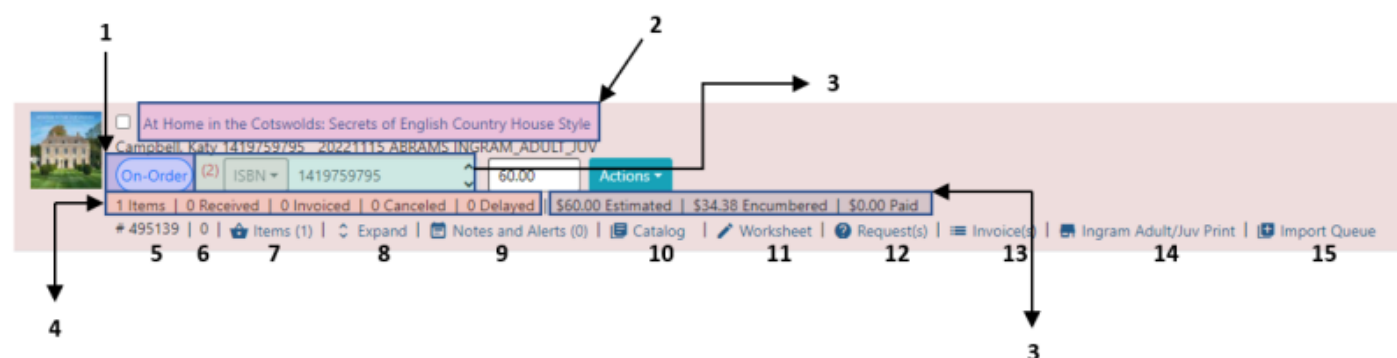 1
2
3
At Home in the Cotswolds: Secrets of English Country House Style
Campbell, Katy 1419759795 20221115 ABRAMS INGRAM_ADULT_JUV
On-Order (2) ISBN 1419759795 60.00 Actions
1 Items | 0 Received | 0 Invoiced | 0 Canceled | 0 Delayed | $60.00 Estimated | $34.38 Encumbered | $0.00 Paid
# 495139 | 0 | Items (1) | Expand | Notes and Alerts (0) | Catalog | Worksheet | Request(s) | Invoice(s) | Ingram Adult/Juv Print | Import Queue
5 6 7 8 9 10 11 12 13 14 15
4
3